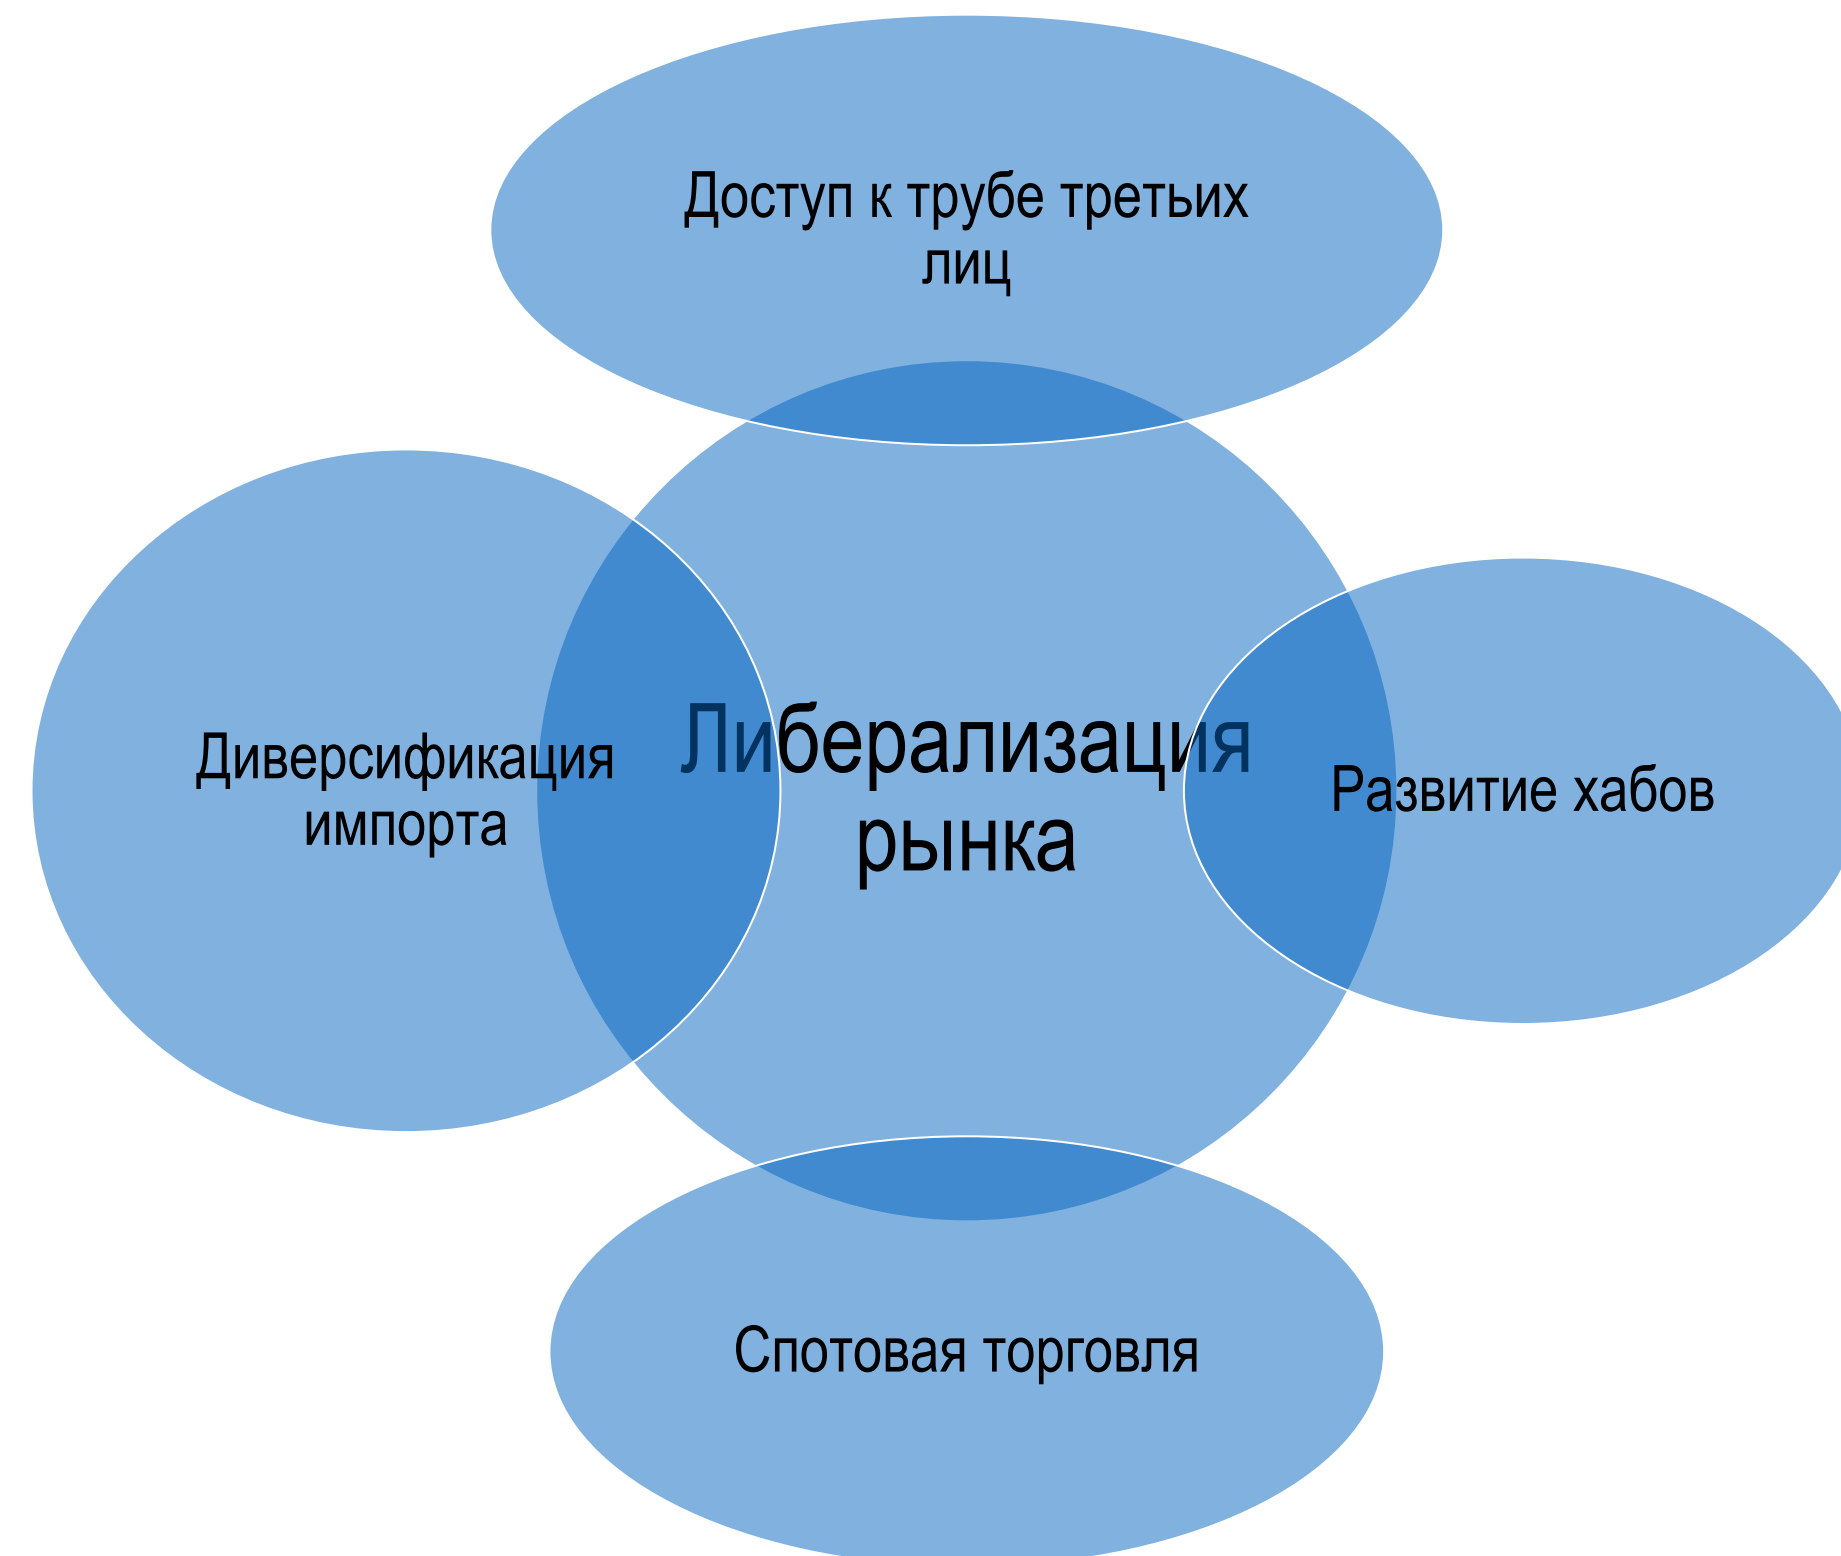 Доступ к трубе третьих
лиц
Диверсификация
импорта
Либерализация
рынка
Развитие хабов
Спотовая торговля